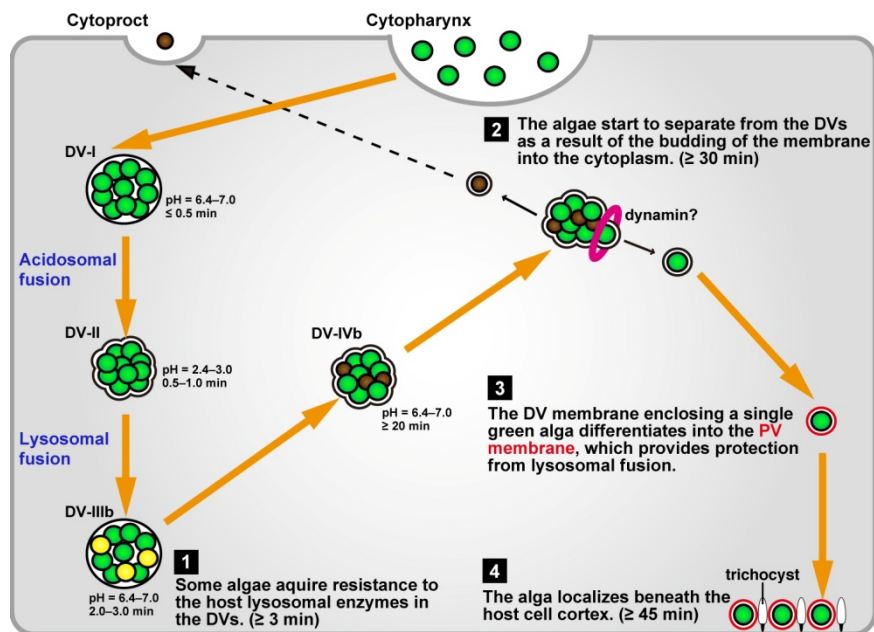 Cytoproct
Cytopharynx
2 The algae start to separate from the DVs
as a result of the budding of the membrane
into the cytoplasm. (≥ 30 min)
DV-I
pH = 6.4–7.0
≤ 0.5 min
dynamin?
Acidosomal
fusion
DV-II
pH = 2.4–3.0
0.5–1.0 min
DV-IVb
pH = 6.4–7.0
≥ 20 min
3
The DV membrane enclosing a single
green alga differentiates into the PV
membrane, which provides protection
from lysosomal fusion.
Lysosomal
fusion
DV-IIIb
pH = 6.4–7.0
2.0–3.0 min
1
Some algae aquire resistance to
the host lysosomal enzymes in
the DVs. (≥ 3 min)
4
The alga localizes beneath the
host cell cortex. (≥ 45 min)
trichocyst